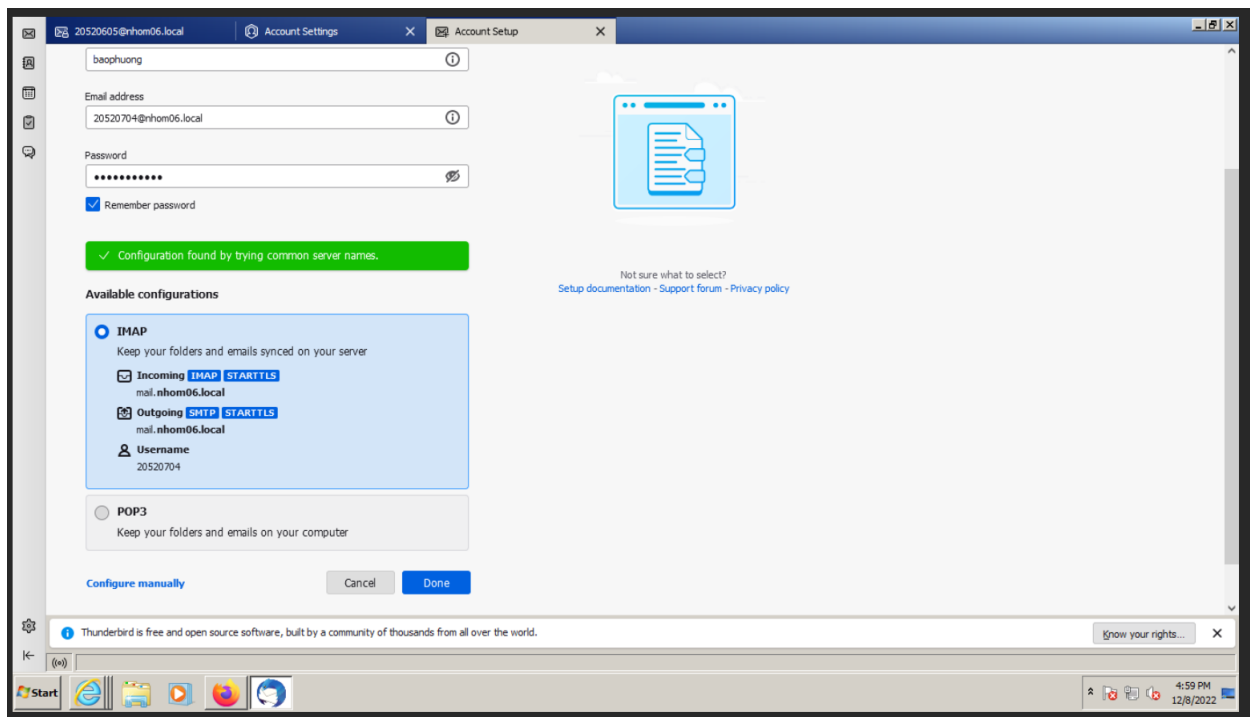 20520605@nhom06.local
Account Settings
Account Setup
baophuong
Email address
20520704@nhom06.local
Password
Remember password
Configuration found by trying common server names.
Available configurations
IMAP
Keep your folders and emails synced on your server
Incoming IMAP STARTTLS
mail.nhom06.local
Outgoing SMTP STARTTLS
mail.nhom06.local
Username
20520704
POP3
Keep your folders and emails on your computer
Configure manually
Cancel
Done
Not sure what to select?
Setup documentation - Support forum - Privacy policy
Thunderbird is free and open source software, built by a community of thousands from all over the world.
Know your rights...
Start
4:59 PM
12/8/2022